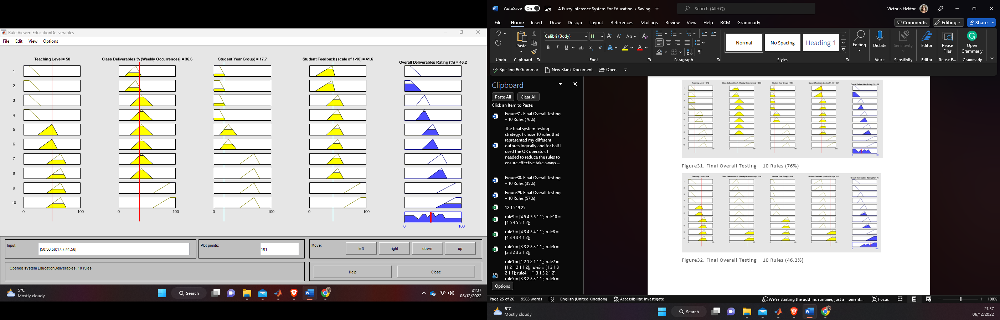 Rule Viewer: EducationDeliverables
File Edit View Options
Teaching Level = 50
Class Deliverables % (Weekly Occurrences) = 36.6
Student Year Group) = 17.7
Student Feedback (scale of 1-10) = 41.6
Overall Deliverables Rating (%) = 46.2
1
2
3
4
5
6
7
8
9
10
0 100
0 100
0 100
0 100
0 100
Input:
[50;36.56;17.7;41.56]
Plot points:
101
Move:
left
right
down
up
Opened system EducationDeliverables, 10 rules
Help
Close
5°C
Mostly cloudy
Search
21:37
06/12/2022
AutoSave On
A Fuzzy Inference System For Education • Saving...
Search (Alt+Q)
Victoria Hektor
File Home Insert Draw Design Layout References Mailings Review View Help RCM Grammarly
Comments
Editing
Share
Undo
Paste
Clipboard
Calibri (Body)
11
Font
Paragraph
Normal
No Spacing
Heading 1
Styles
Editing
Dictate
Voice
Sensitivity
Sensitivity
Editor
Editor
Reuse
Files
Reuse F...
Open
Grammarly
Grammarly
Spelling & Grammar
New Blank Document
Open
Clipboard
Paste All
Clear All
Click an Item to Paste:
Figure31. Final Overall Testing
– 10 Rules (76%)
The final system testing
strategy, I chose 10 rules that
represented my different
outputs logically and for half I
used the OR operator, I
needed to reduce the rules to
ensure effective take aways ...
Figure30. Final Overall Testing
– 10 Rules (35%)
Figure29. Final Overall Testing
– 10 Rules (57%)
12 15 19 25
rule9 = [4 5 4 5 5 1 1]; rule10 =
[4 5 4 5 5 1 2];
rule7 = [4 3 4 3 4 1 1]; rule8 =
[4 3 4 3 4 1 2];
rule5 = [3 3 2 3 3 1 1]; rule6 =
[3 3 2 3 3 1 2];
rule1 = [1 2 1 2 1 1 1]; rule2 =
[1 2 1 2 1 1 2]; rule3 = [1 3 1 3
2 1 1]; rule4 = [1 3 1 3 2 1 2];
rule5 = [3 3 2 3 3 1 1]; rule6 =
Options
Figure31. Final Overall Testing – 10 Rules (76%)
Figure32. Final Overall Testing – 10 Rules (46.2%)
Page 25 of 26
9563 words
English (United Kingdom)
Accessibility: Investigate
We're starting the add-ins runtime, just a moment...
Focus
100%
5°C
Mostly cloudy
Search
21:37
06/12/2022